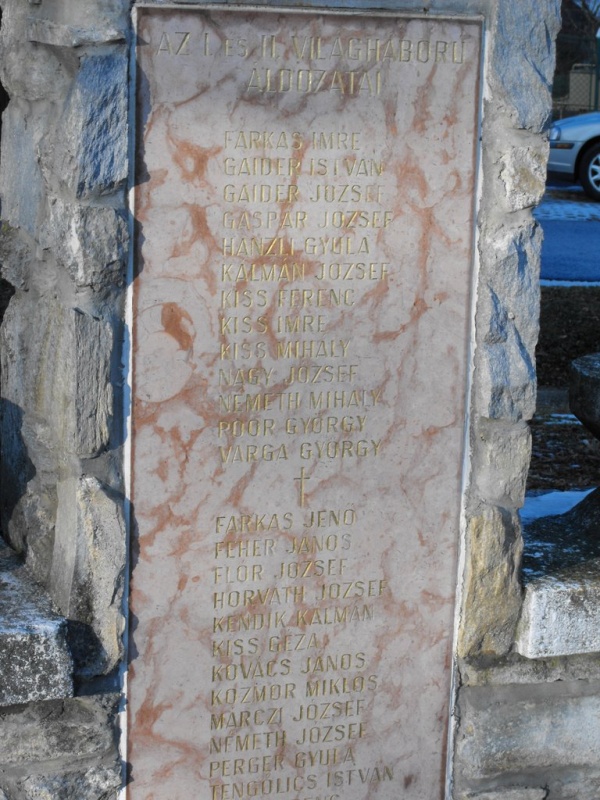 AZ I. ÉS II. VILÁGHÁBORÚ
ÁLDOZATAI
FARKAS IMRE
GAIDER ISTVÁN
GAIDER JÓZSEF
GÁSPÁR JÓZSEF
HANZLI GYULA
KÁLMÁN JÓZSEF
KISS FERENC
KISS IMRE
KISS MIHÁLY
NAGY JÓZSEF
NÉMETH MIHÁLY
POÓR GYÖRGY
VARGA GYÖRGY
FARKAS JENŐ
FEHÉR JÁNOS
FLÓR JÓZSEF
HORVÁTH JÓZSEF
KENDIK KÁLMÁN
KISS GÉZA
KOVÁCS JÁNOS
KOZMOR MIKLÓS
MARCZI JÓZSEF
NÉMETH JÓZSEF
PERGER GYULA
TENGÖLICS ISTVÁN